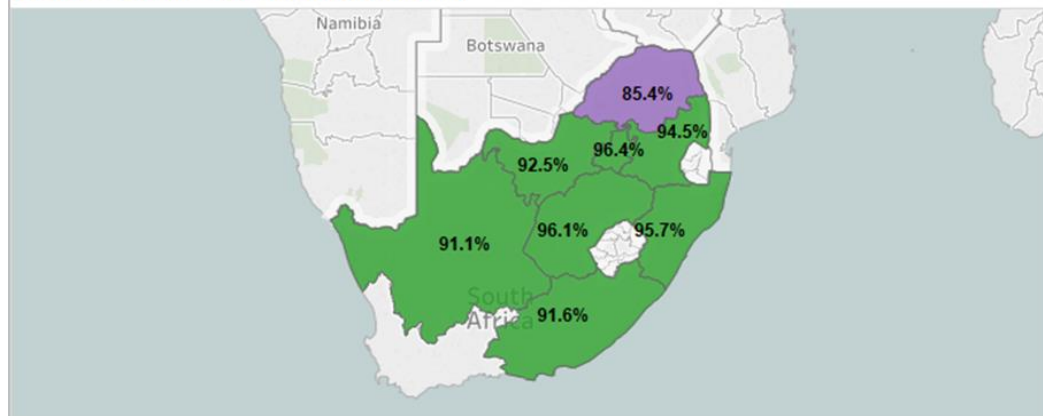 Namibia
Botswana
85.4%
94.5%
96.4%
92.5%
96.1%
95.7%
91.1%
South
Africa
91.6%